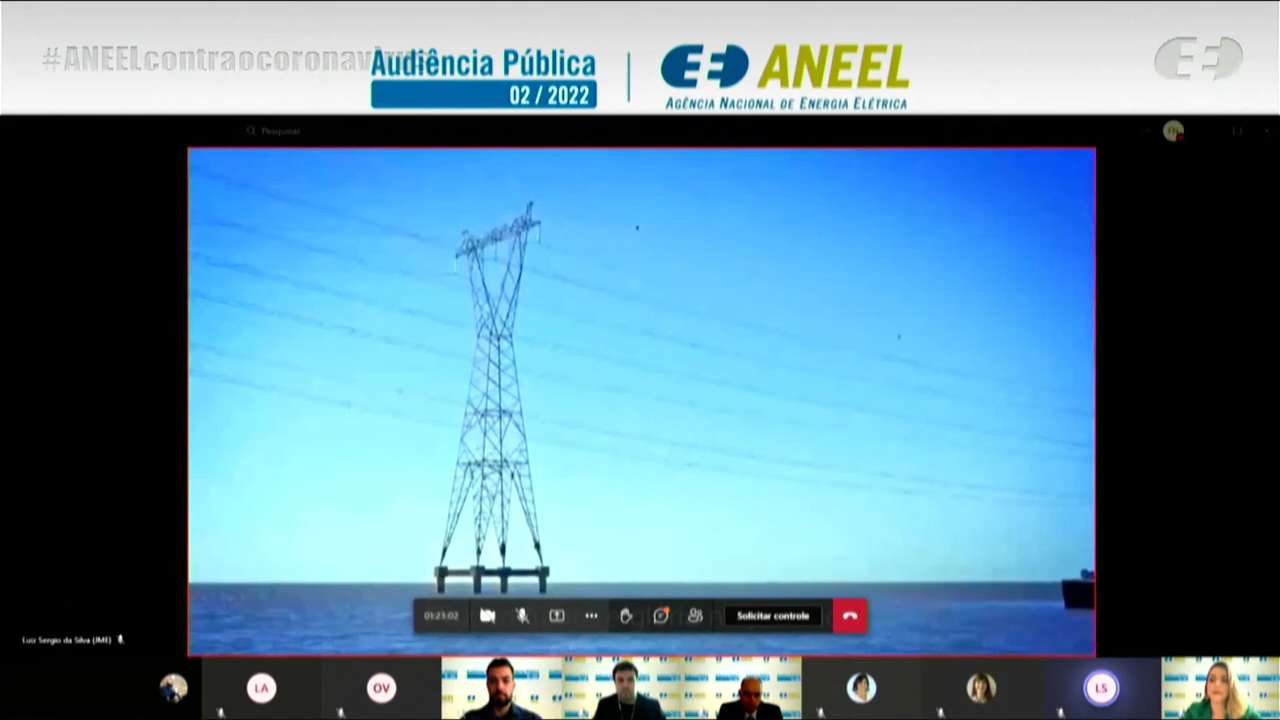 #ANEELcontraocoronav
Audiência Pública
02 / 2022
ANEEL
AGÊNCIA NACIONAL DE ENERGIA ELÉTRICA
Pesquisar
01:23:02
Solicitar controle
Luiz Sergio da Silva (JME)
LA
OV
LS